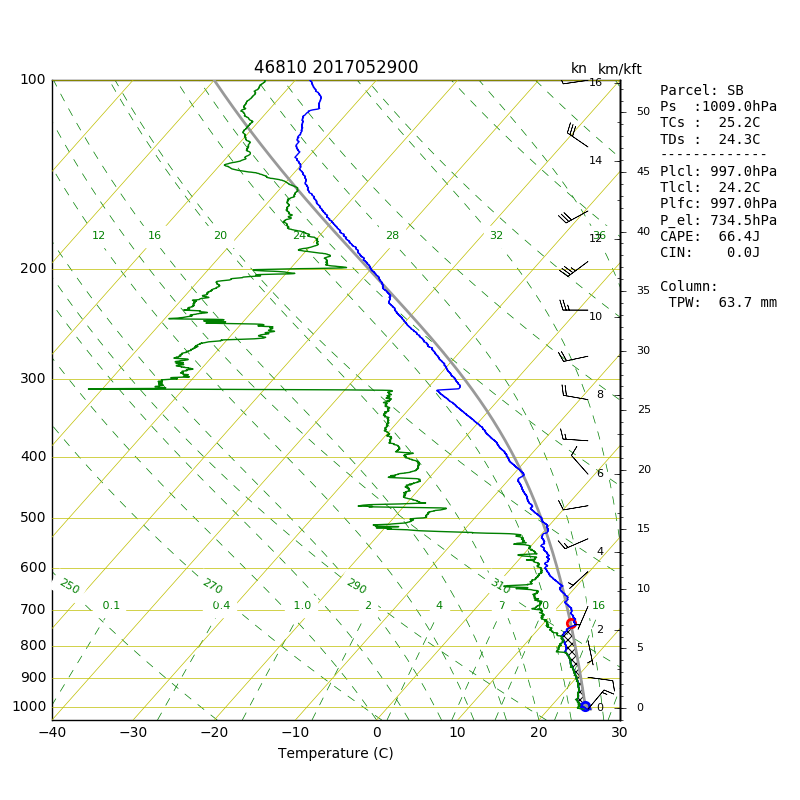 46810 2017052900
kn km/kft
Parcel: SB
Ps  :1009.0hPa
TCs :  25.2C
TDs :  24.3C
-------------
Plcl: 997.0hPa
Tlcl:  24.2C
Plfc: 997.0hPa
P_el: 734.5hPa
CAPE:  66.4J
CIN:    0.0J
Column:
TPW:  63.7 mm
100
200
300
400
500
600
700
800
900
1000
12 16 20 24 28 32 36
250 270 290 310
0.1 0.4 1.0 2 4 7 10 16
16
14
12
10
8
6
4
2
0
50
45
40
35
30
25
20
15
10
5
0
−40 −30 −20 −10 0 10 20 30
Temperature (C)